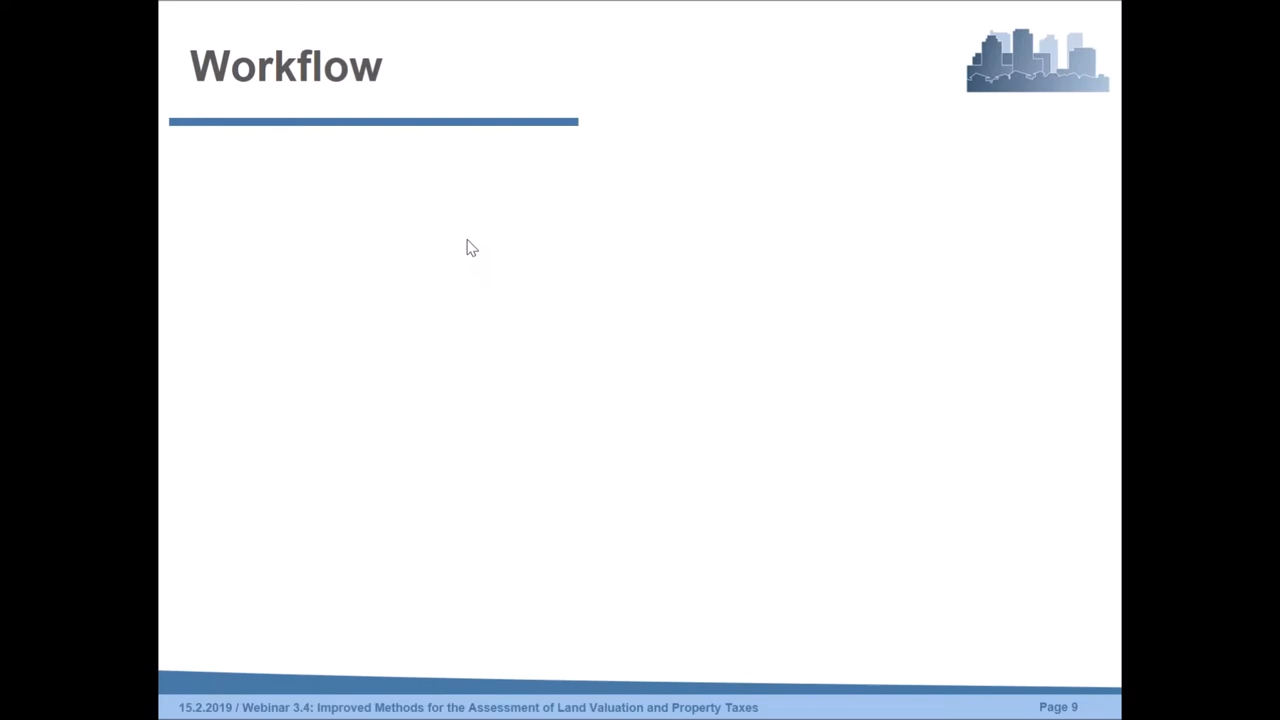 Workflow
15.2.2019 / Webinar 3.4: Improved Methods for the Assessment of Land Valuation and Property Taxes
Page 9